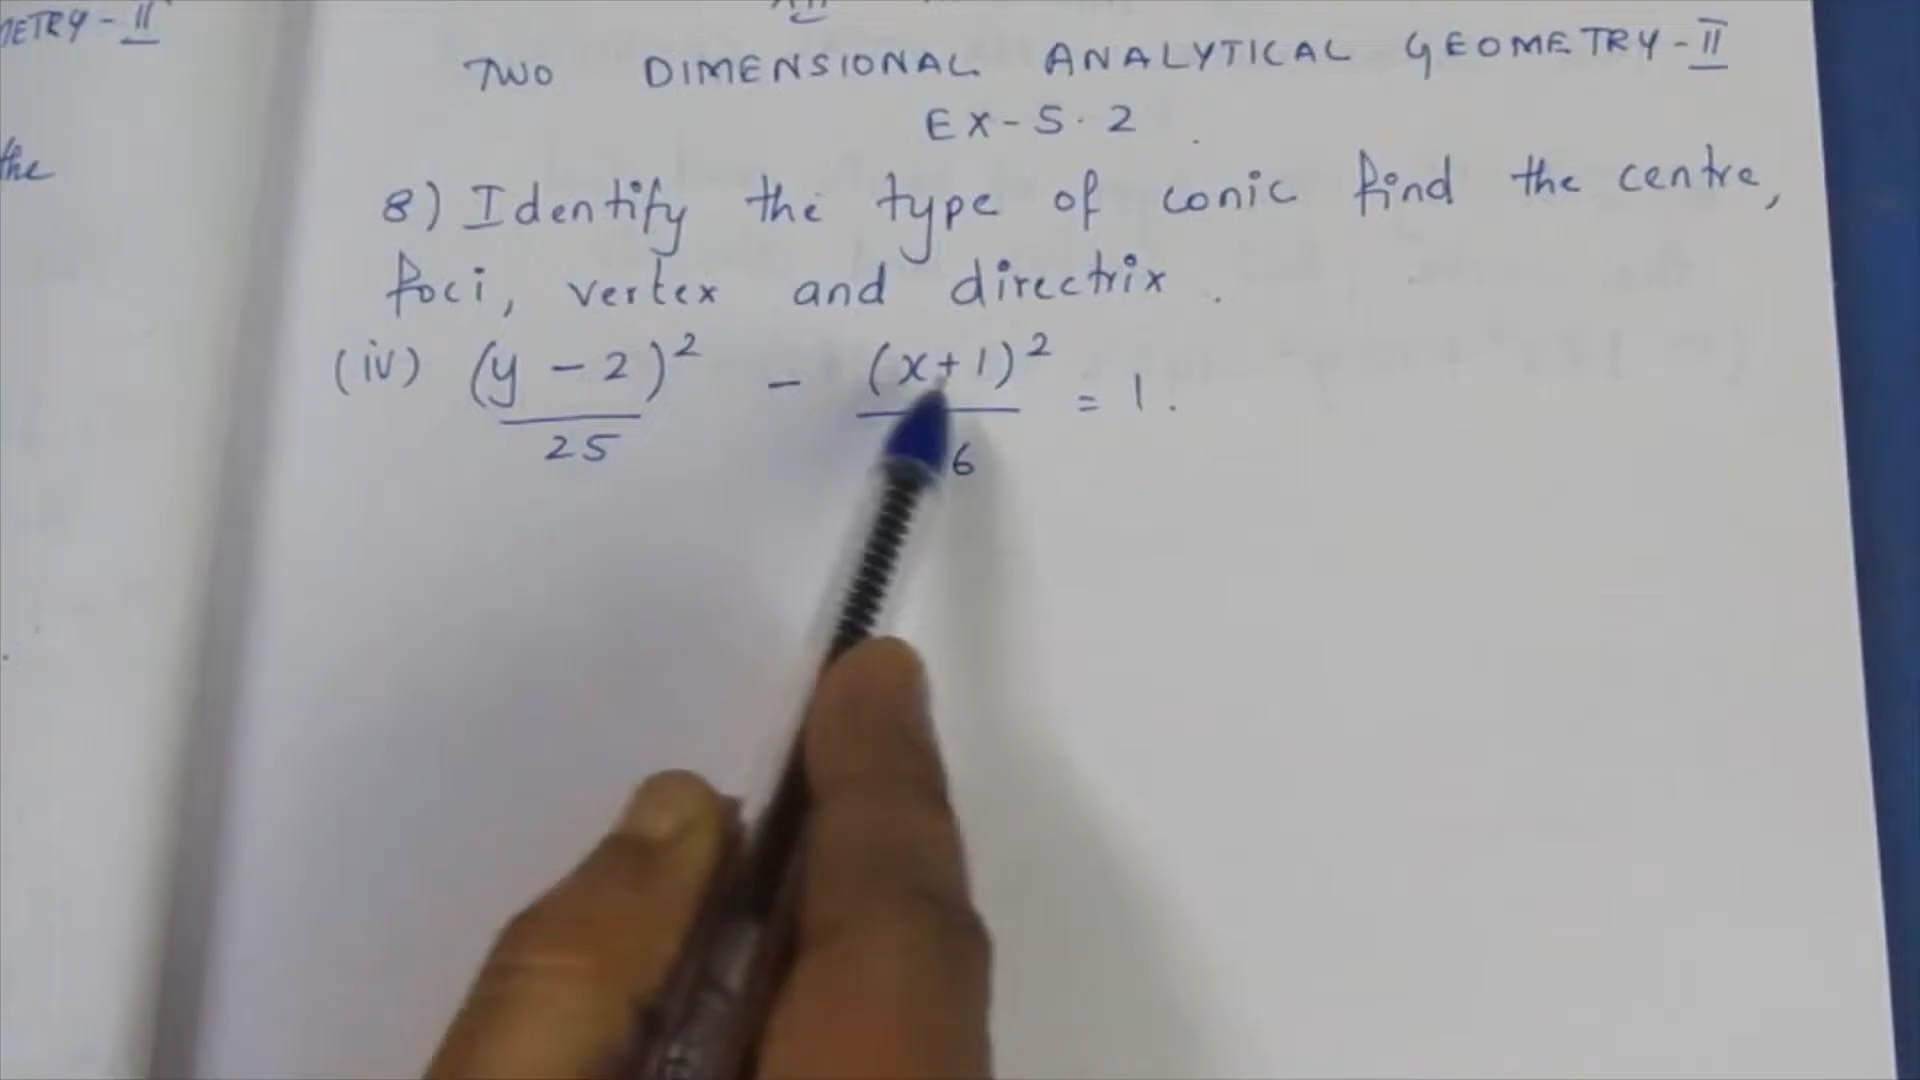 METRY - II
the
TWO DIMENSIONAL ANALYTICAL GEOMETRY - II
EX - 5.2
8) Identify the type of conic find the centre,
foci, vertex and directrix.
(iv) (y - 2)² - (x+1)² = 1.
25 6